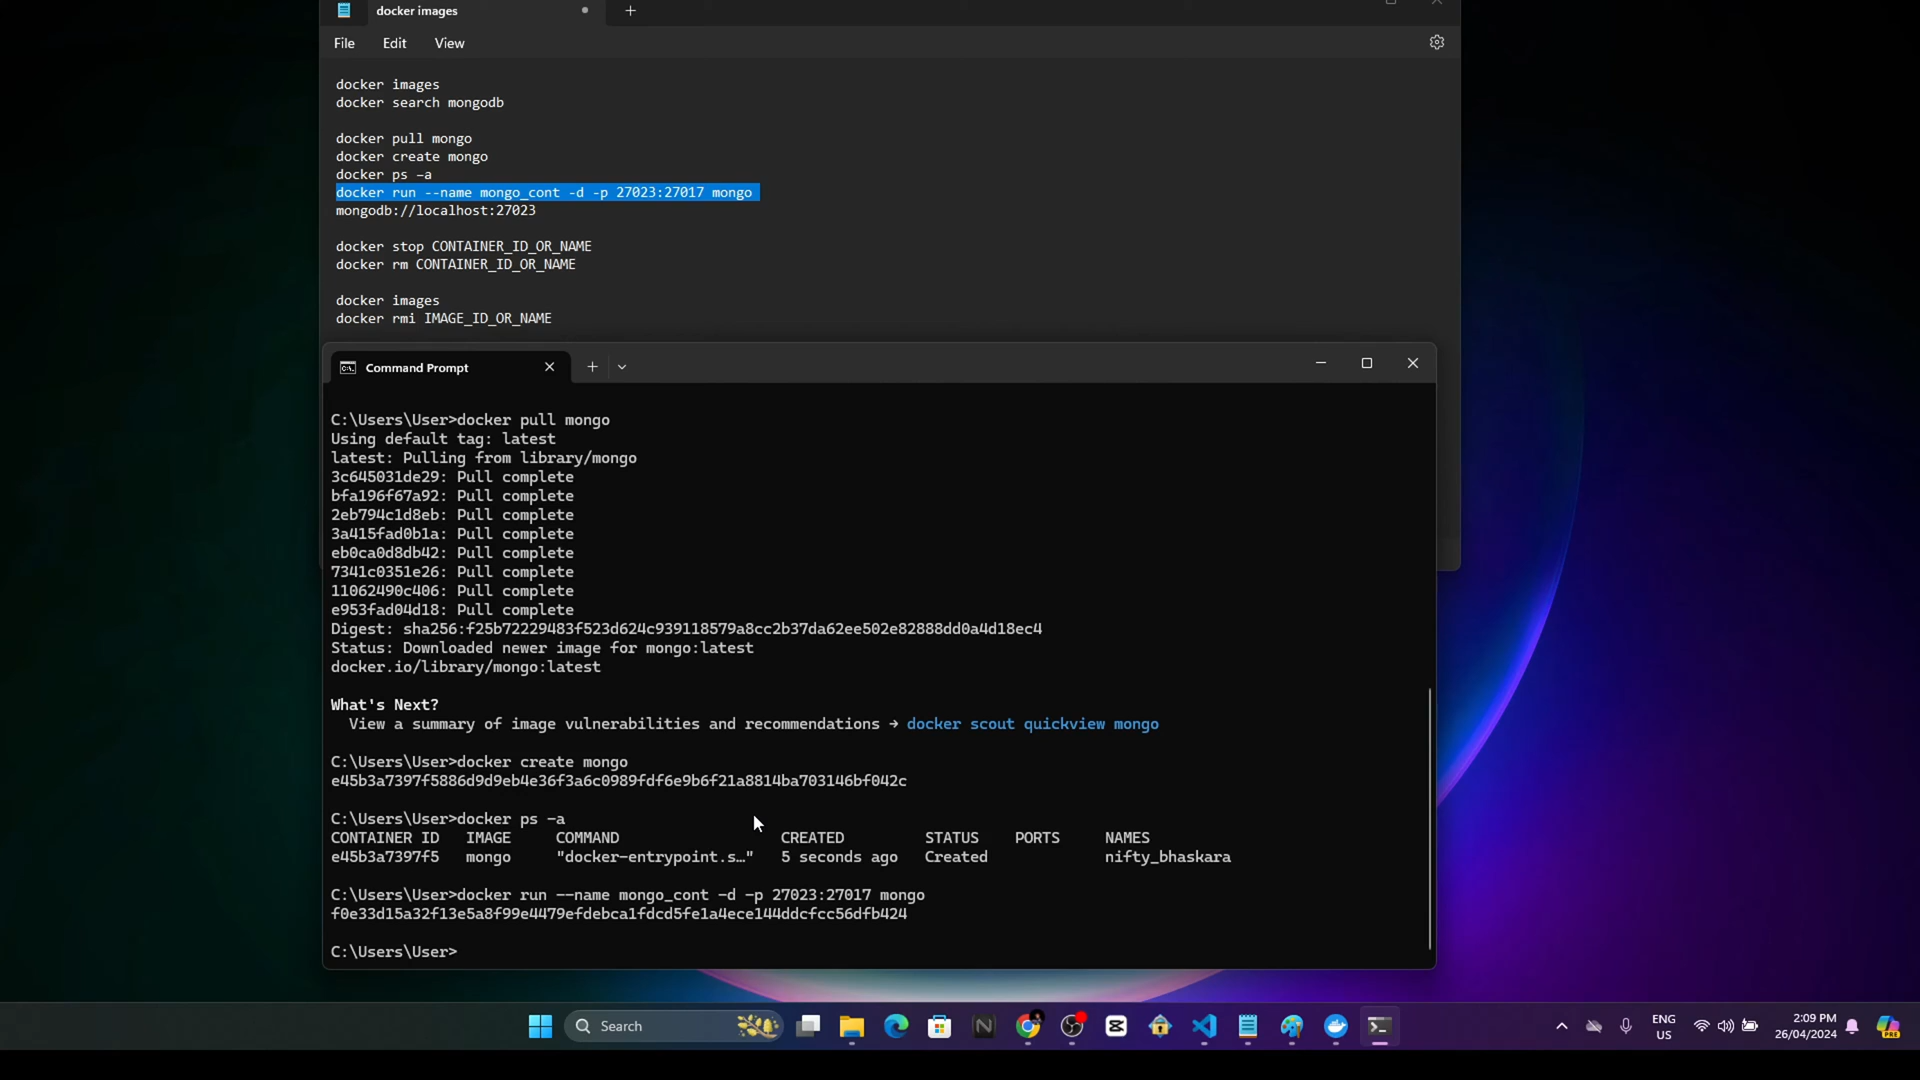 docker images
File Edit View
docker images
docker search mongodb
docker pull mongo
docker create mongo
docker ps –a
docker run --name mongo_cont -d -p 27023:27017 mongo
mongodb://localhost:27023
docker stop CONTAINER_ID_OR_NAME
docker rm CONTAINER_ID_OR_NAME
docker images
docker rmi IMAGE_ID_OR_NAME
Command Prompt
C:\Users\User>docker pull mongo
Using default tag: latest
latest: Pulling from library/mongo
3c645031de29: Pull complete
bfa196f67a92: Pull complete
2eb794c1d8eb: Pull complete
3a415fad0b1a: Pull complete
eb0ca0d8db42: Pull complete
7341c0351e26: Pull complete
11062490c406: Pull complete
e953fad04d18: Pull complete
Digest: sha256:f25b72229483f523d624c939118579a8cc2b37da62ee502e82888dd0a4d18ec4
Status: Downloaded newer image for mongo:latest
docker.io/library/mongo:latest
What's Next?
View a summary of image vulnerabilities and recommendations → docker scout quickview mongo
C:\Users\User>docker create mongo
e45b3a7397f5886d9d9eb4e36f3a6c0989fdf6e9b6f21a8814ba703146bf042c
C:\Users\User>docker ps –a
CONTAINER ID IMAGE COMMAND CREATED STATUS PORTS NAMES
e45b3a7397f5 mongo "docker-entrypoint.s…" 5 seconds ago Created nifty_bhaskara
C:\Users\User>docker run --name mongo_cont -d -p 27023:27017 mongo
f0e33d15a32f13e5a8f99e4479efdebca1fdcd5fe1a4ece144ddcfcc56dfb424
C:\Users\User>
Search
ENG
US
2:09 PM
26/04/2024
PRE